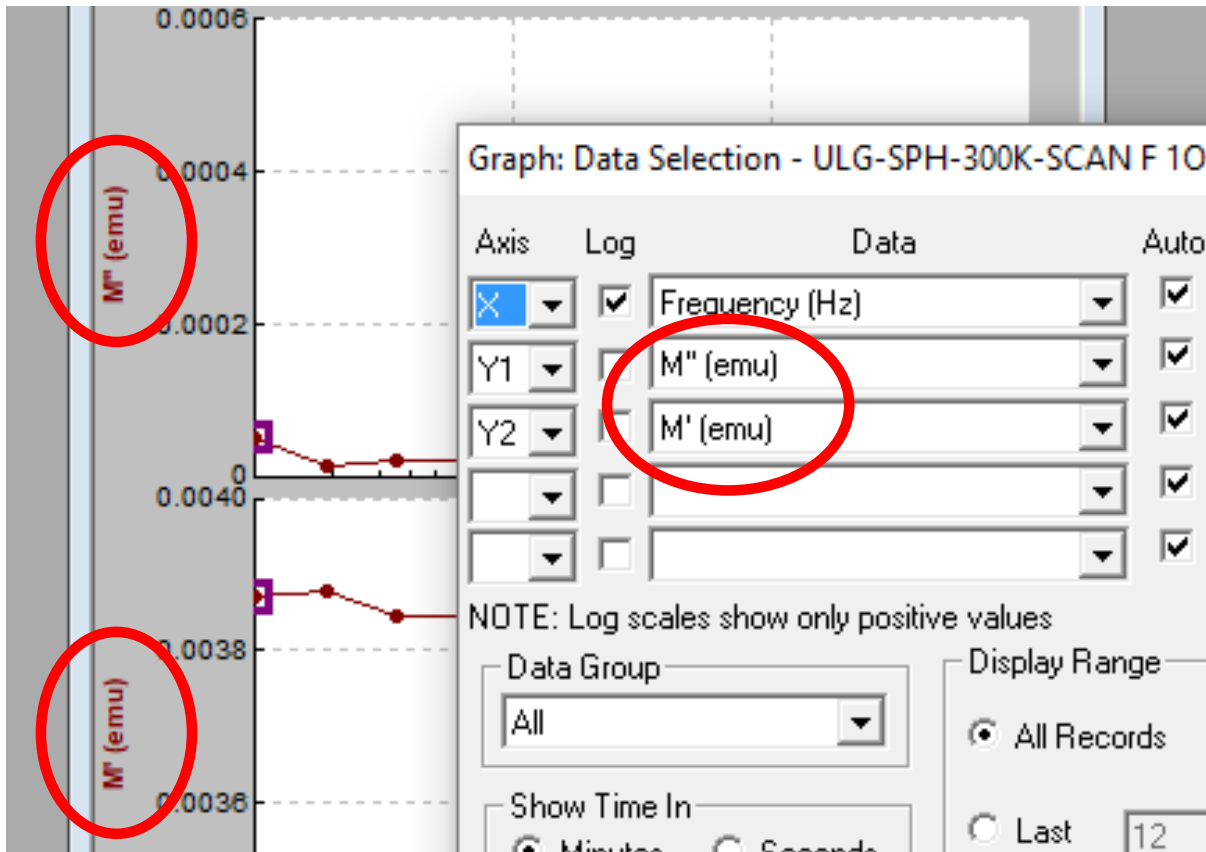 0.0006
0.0004
M'' (emu)
0.0002
0
0.0040
0.0038
M' (emu)
0.0036
Graph: Data Selection - ULG-SPH-300K-SCAN F 1O
Axis Log Data Auto
X Frequency (Hz)
Y1 M'' (emu)
Y2 M' (emu)
NOTE: Log scales show only positive values
Data Group
All
Display Range
All Records
Show Time In
Minutes Seconds
Last 12